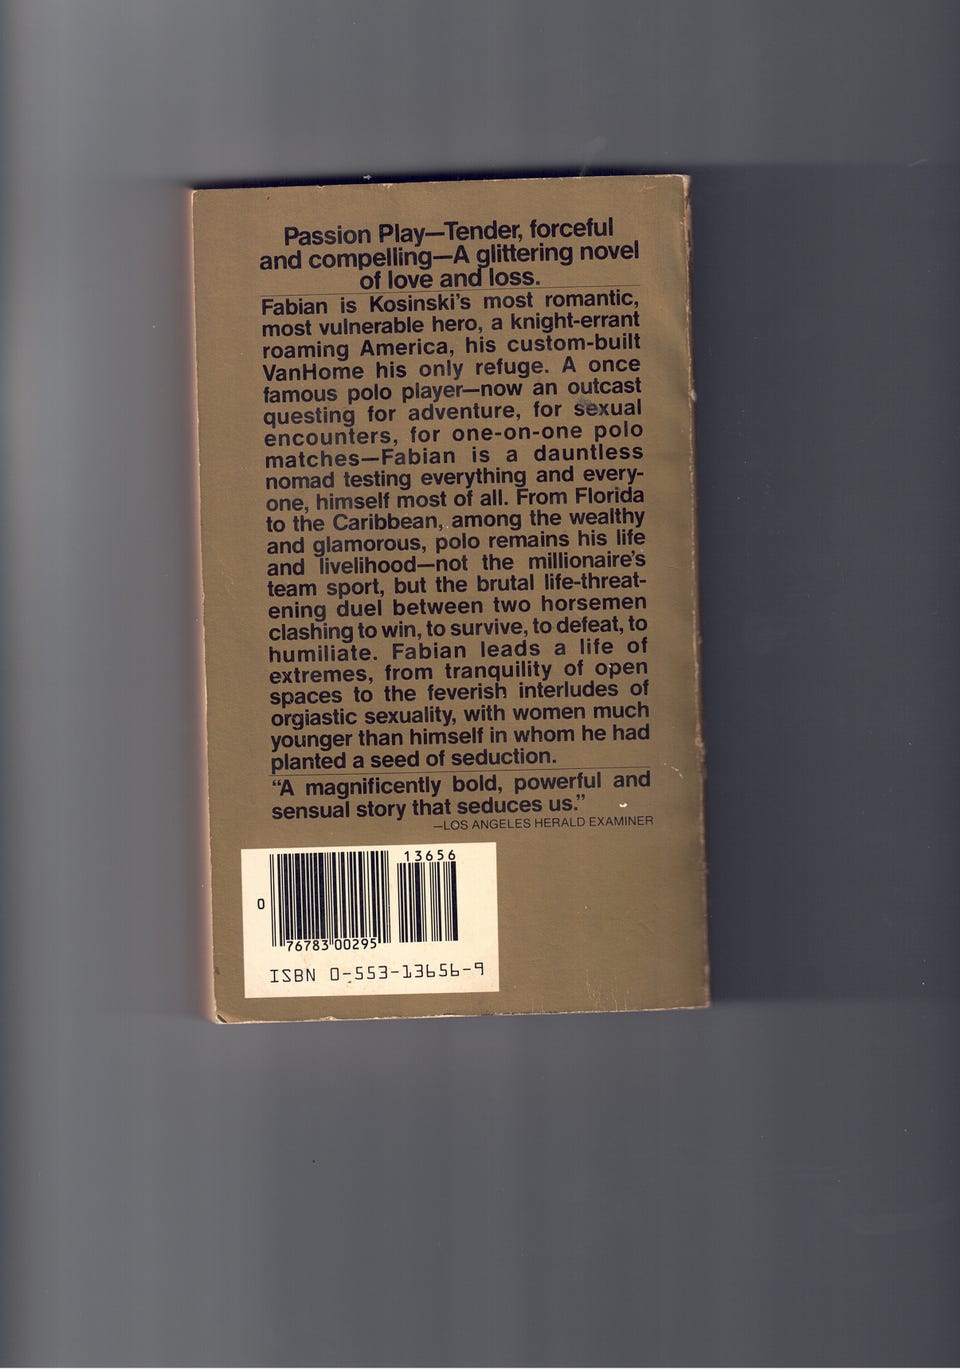 Passion Play—Tender, forceful
and compelling—A glittering novel
of love and loss.
Fabian is Kosinski's most romantic,
most vulnerable hero, a knight-errant
roaming America, his custom-built
VanHome his only refuge. A once
famous polo player—now an outcast
questing for adventure, for sexual
encounters, for one-on-one polo
matches—Fabian is a dauntless
nomad testing everything and every-
one, himself most of all. From Florida
to the Caribbean, among the wealthy
and glamorous, polo remains his life
and livelihood—not the millionaire's
team sport, but the brutal life-threat-
ening duel between two horsemen
clashing to win, to survive, to defeat, to
humiliate. Fabian leads a life of
extremes, from tranquility of open
spaces to the feverish interludes of
orgiastic sexuality, with women much
younger than himself in whom he had
planted a seed of seduction.
"A magnificently bold, powerful and
sensual story that seduces us."
—LOS ANGELES HERALD EXAMINER
13656
0
76783 00295
ISBN 0-553-13656-9